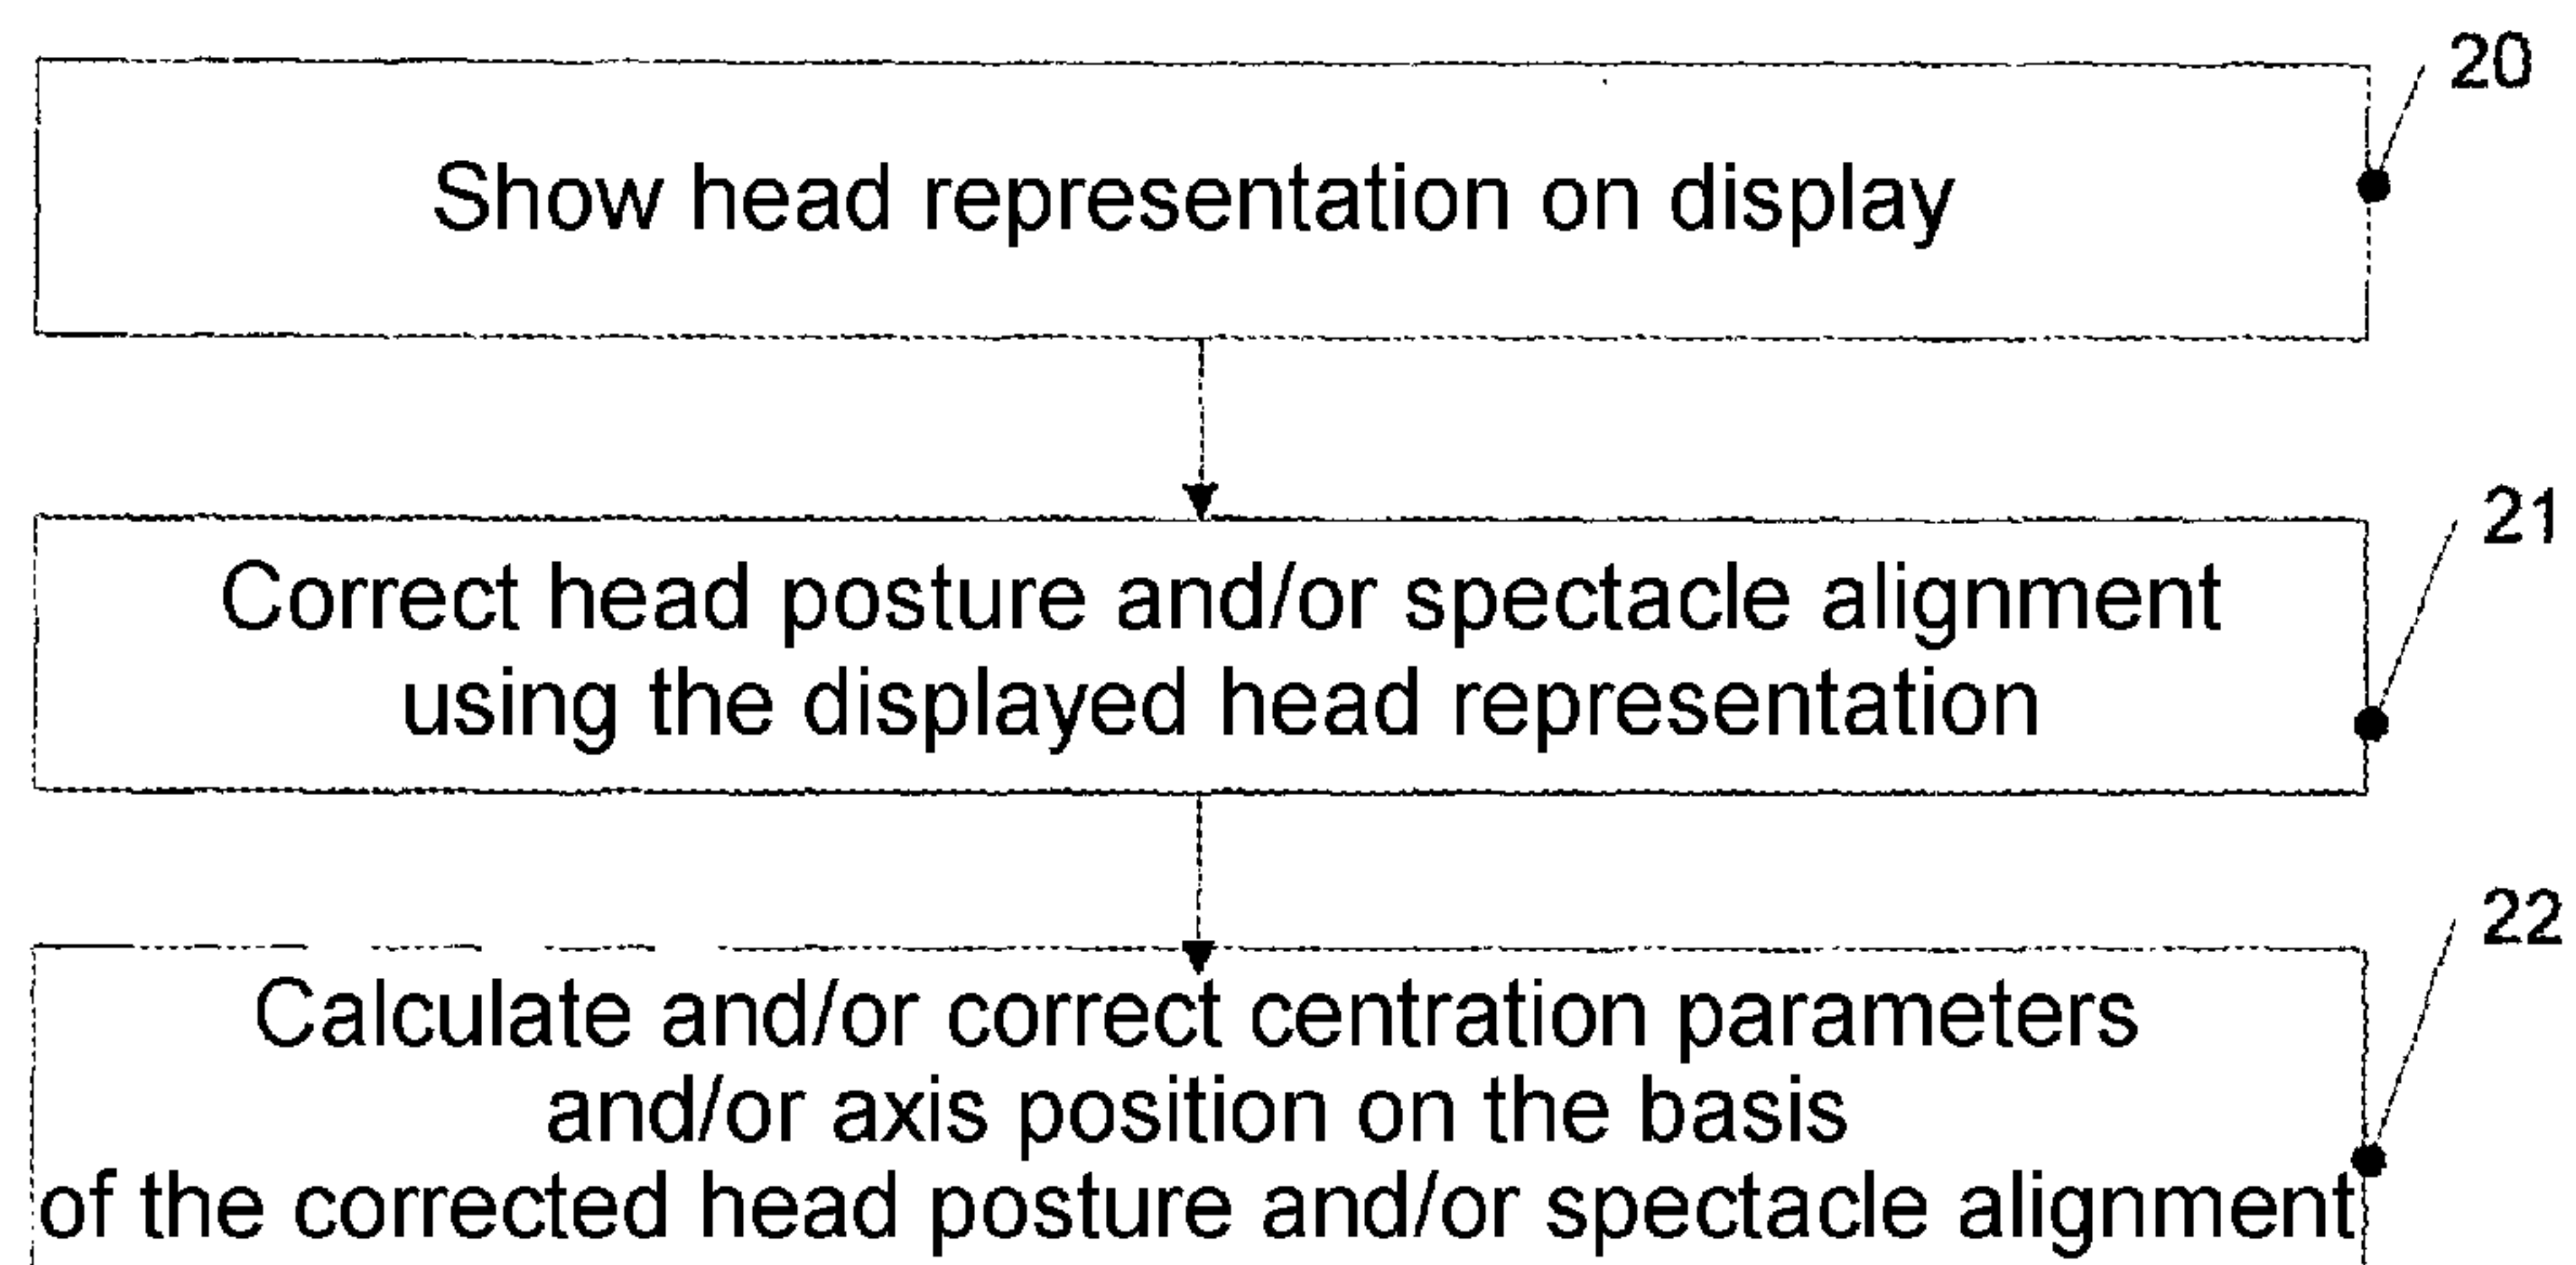 20
Show head representation on display
21
Correct head posture and/or spectacle alignment
using the displayed head representation
22
Calculate and/or correct centration parameters
and/or axis position on the basis
of the corrected head posture and/or spectacle alignment